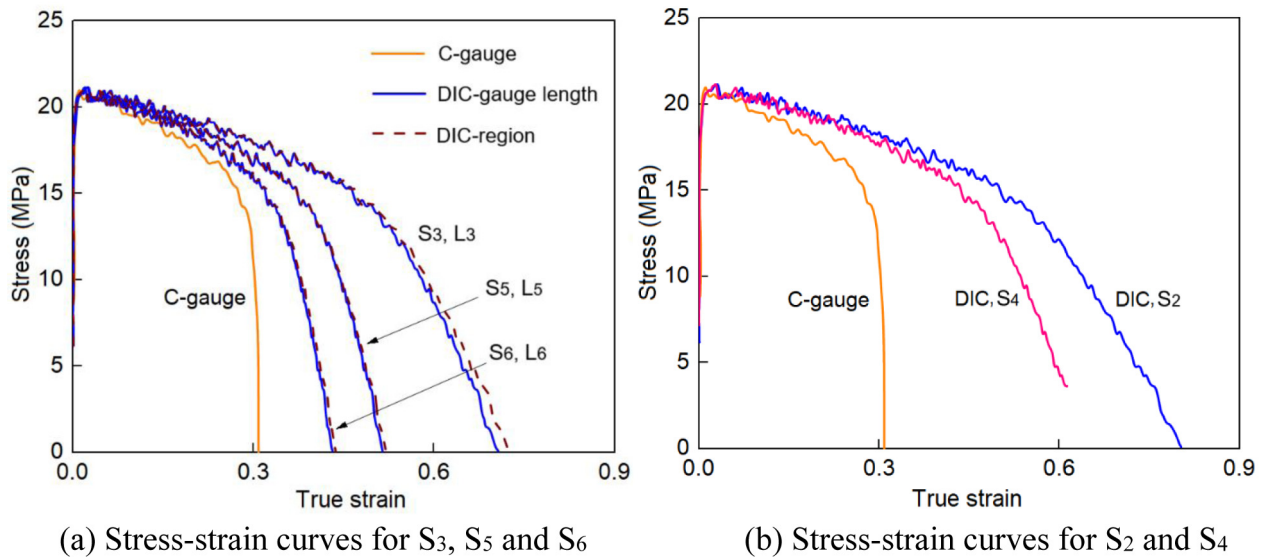 25
20
15
10
5
0
Stress (MPa)
C-gauge
DIC-gauge length
DIC-region
S3, L3
S5, L5
S6, L6
C-gauge
0.0 0.3 0.6 0.9
True strain
(a) Stress-strain curves for S3, S5 and S6
25
20
15
10
5
0
Stress (MPa)
C-gauge
DIC, S4
DIC, S2
0.0 0.3 0.6 0.9
True strain
(b) Stress-strain curves for S2 and S4